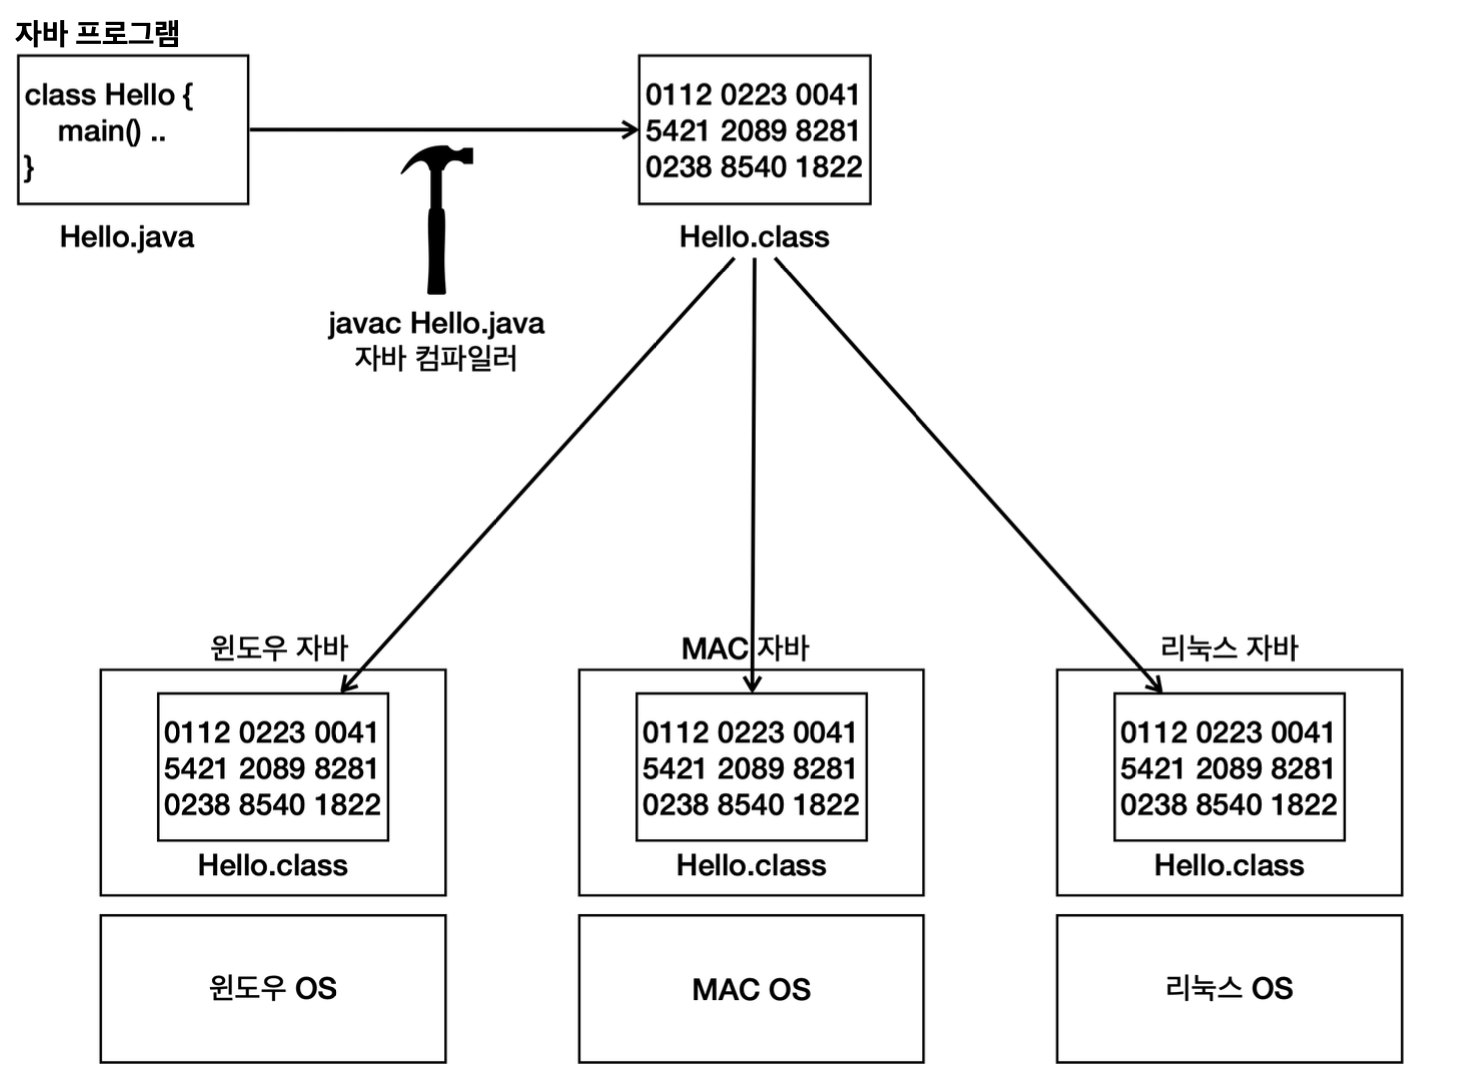 자바 프로그램
class Hello {
main() ..
}
Hello.java
javac Hello.java
자바 컴파일러
0112 0223 0041
5421 2089 8281
0238 8540 1822
Hello.class
윈도우 자바
0112 0223 0041
5421 2089 8281
0238 8540 1822
Hello.class
윈도우 OS
MAC 자바
0112 0223 0041
5421 2089 8281
0238 8540 1822
Hello.class
MAC OS
리눅스 자바
0112 0223 0041
5421 2089 8281
0238 8540 1822
Hello.class
리눅스 OS